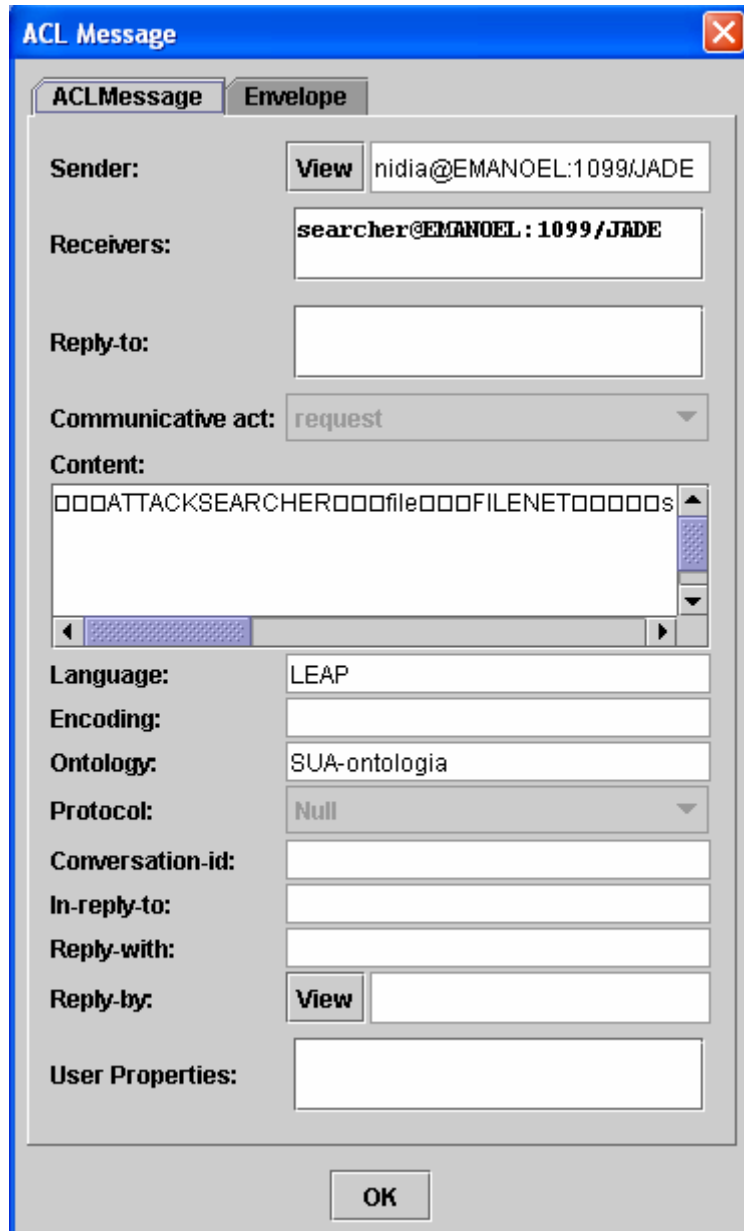 ACL Message
ACLMessage Envelope
Sender: View nidia@EMANOEL:1099/JADE
Receivers: searcher@EMANOEL:1099/JADE
Reply-to:
Communicative act: request
Content:
□□□ATTACKSEARCHER□□□file□□□FILENET□□□□□s
Language: LEAP
Encoding:
Ontology: SUA-ontologia
Protocol: Null
Conversation-id:
In-reply-to:
Reply-with:
Reply-by: View
User Properties:
OK